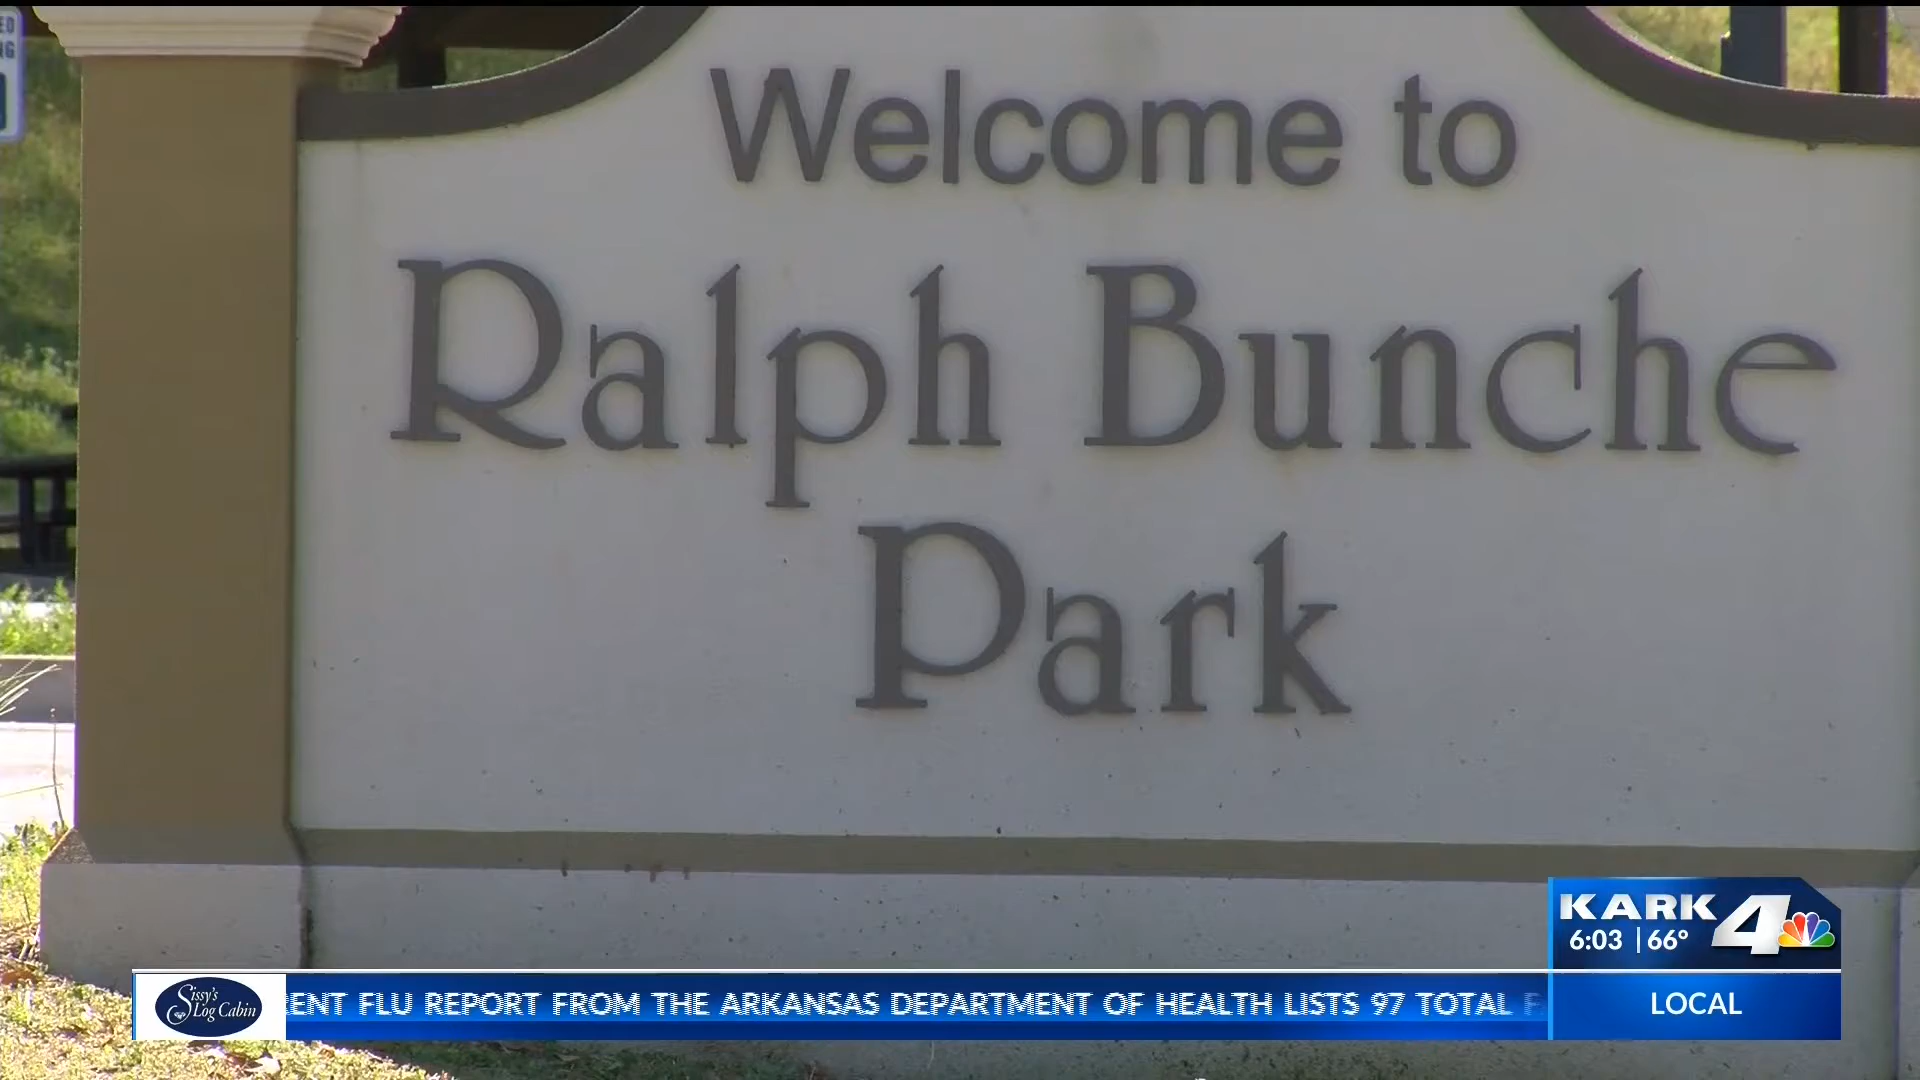 Welcome to
Ralph Bunche
Park
KARK 4
6:03 | 66°
Sissy's
Log Cabin
RENT FLU REPORT FROM THE ARKANSAS DEPARTMENT OF HEALTH LISTS 97 TOTAL
LOCAL